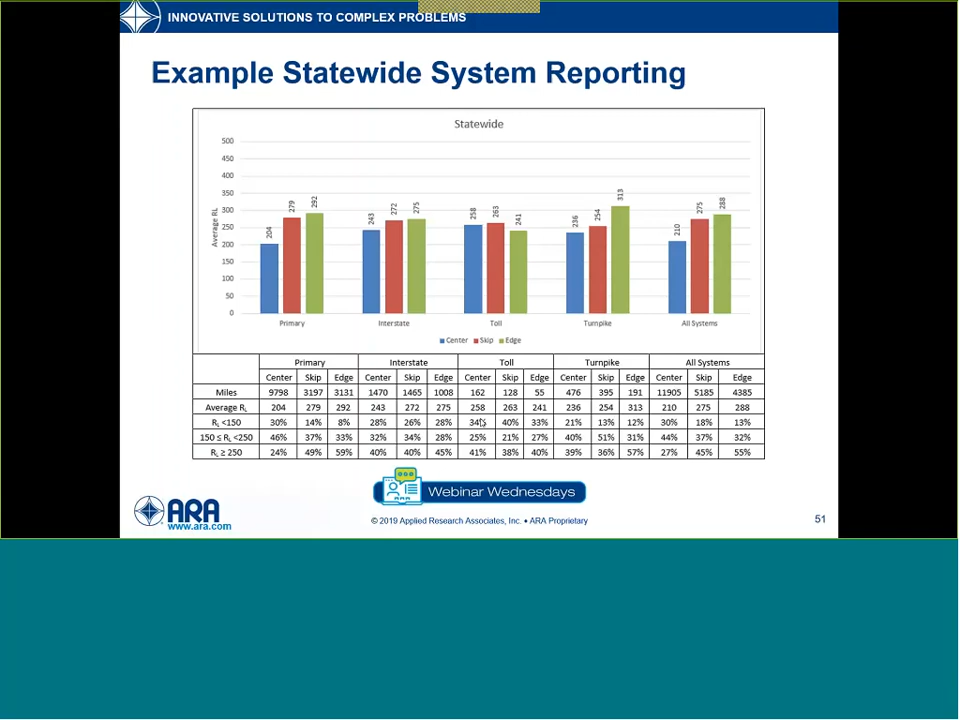 INNOVATIVE SOLUTIONS TO COMPLEX PROBLEMS
Example Statewide System Reporting
Statewide
500
450
400
350
300
250
200
150
100
50
0
Average RL
204 279 292 243 272 275 258 263 241 236 254 313 210 275 288
Primary Interstate Toll Turnpike All Systems
Center Skip Edge
Primary Interstate Toll Turnpike All Systems
Center Skip Edge Center Skip Edge Center Skip Edge Center Skip Edge Center Skip Edge
Miles 9798 3197 3131 1470 1465 1008 162 128 55 476 395 191 11905 5185 4385
Average RL 204 279 292 243 272 275 258 263 241 236 254 313 210 275 288
RL <150 30% 14% 8% 28% 26% 28% 34% 40% 33% 21% 13% 12% 30% 18% 13%
150 ≤ RL <250 46% 37% 33% 32% 34% 28% 25% 21% 27% 40% 51% 31% 44% 37% 32%
RL ≥ 250 24% 49% 59% 40% 40% 45% 41% 38% 40% 39% 36% 57% 27% 45% 55%
Webinar Wednesdays
ARA
www.ara.com
© 2019 Applied Research Associates, Inc. • ARA Proprietary
51